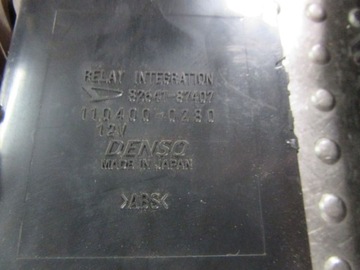 RELAY INTEGRATION
82641-87407
110400-0280
12V
DENSO
MADE IN JAPAN
>ABS<